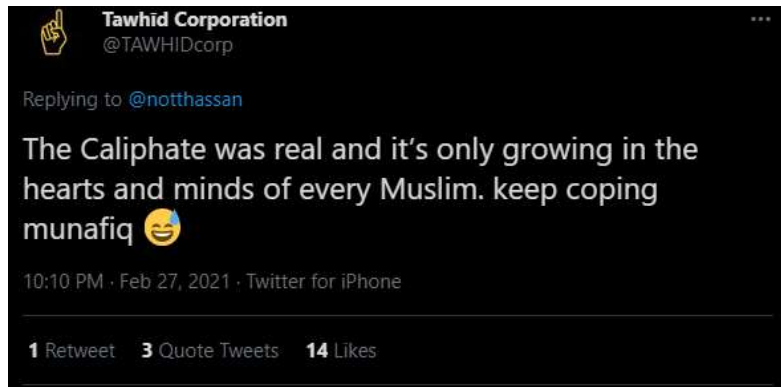 Tawhīd Corporation
@TAWHIDcorp
Replying to @notthassan
The Caliphate was real and it’s only growing in the
hearts and minds of every Muslim. keep coping
munafiq 😅
10:10 PM · Feb 27, 2021 · Twitter for iPhone
1 Retweet 3 Quote Tweets 14 Likes